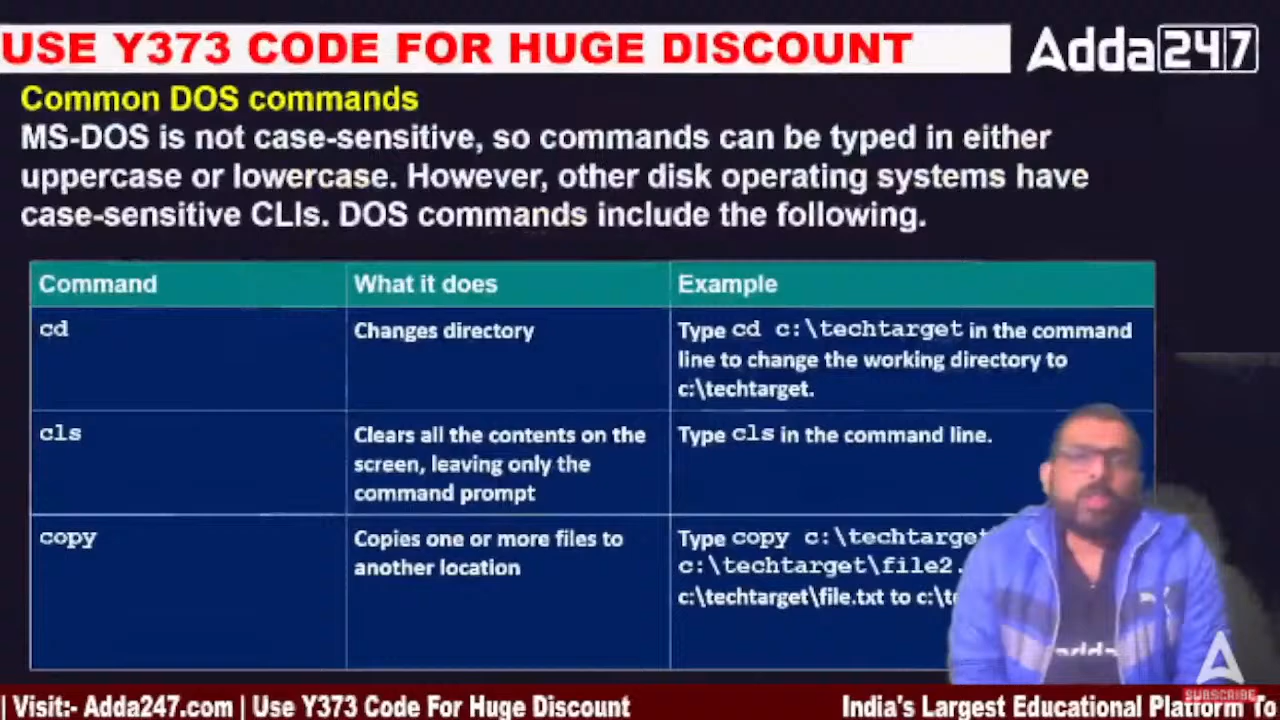 USE Y373 CODE FOR HUGE DISCOUNT
Adda247
Common DOS commands
MS-DOS is not case-sensitive, so commands can be typed in either
uppercase or lowercase. However, other disk operating systems have
case-sensitive CLIs. DOS commands include the following.
Command What it does Example
cd Changes directory Type cd c:\techtarget in the command
line to change the working directory to
c:\techtarget.
cls Clears all the contents on the Type cls in the command line.
screen, leaving only the
command prompt
copy Copies one or more files to Type copy c:\techtarget
another location c:\techtarget\file2.
c:\techtarget\file.txt to c:\t
adda
SUBSCRIBE
| Visit:- Adda247.com | Use Y373 Code For Huge Discount India's Largest Educational Platform To